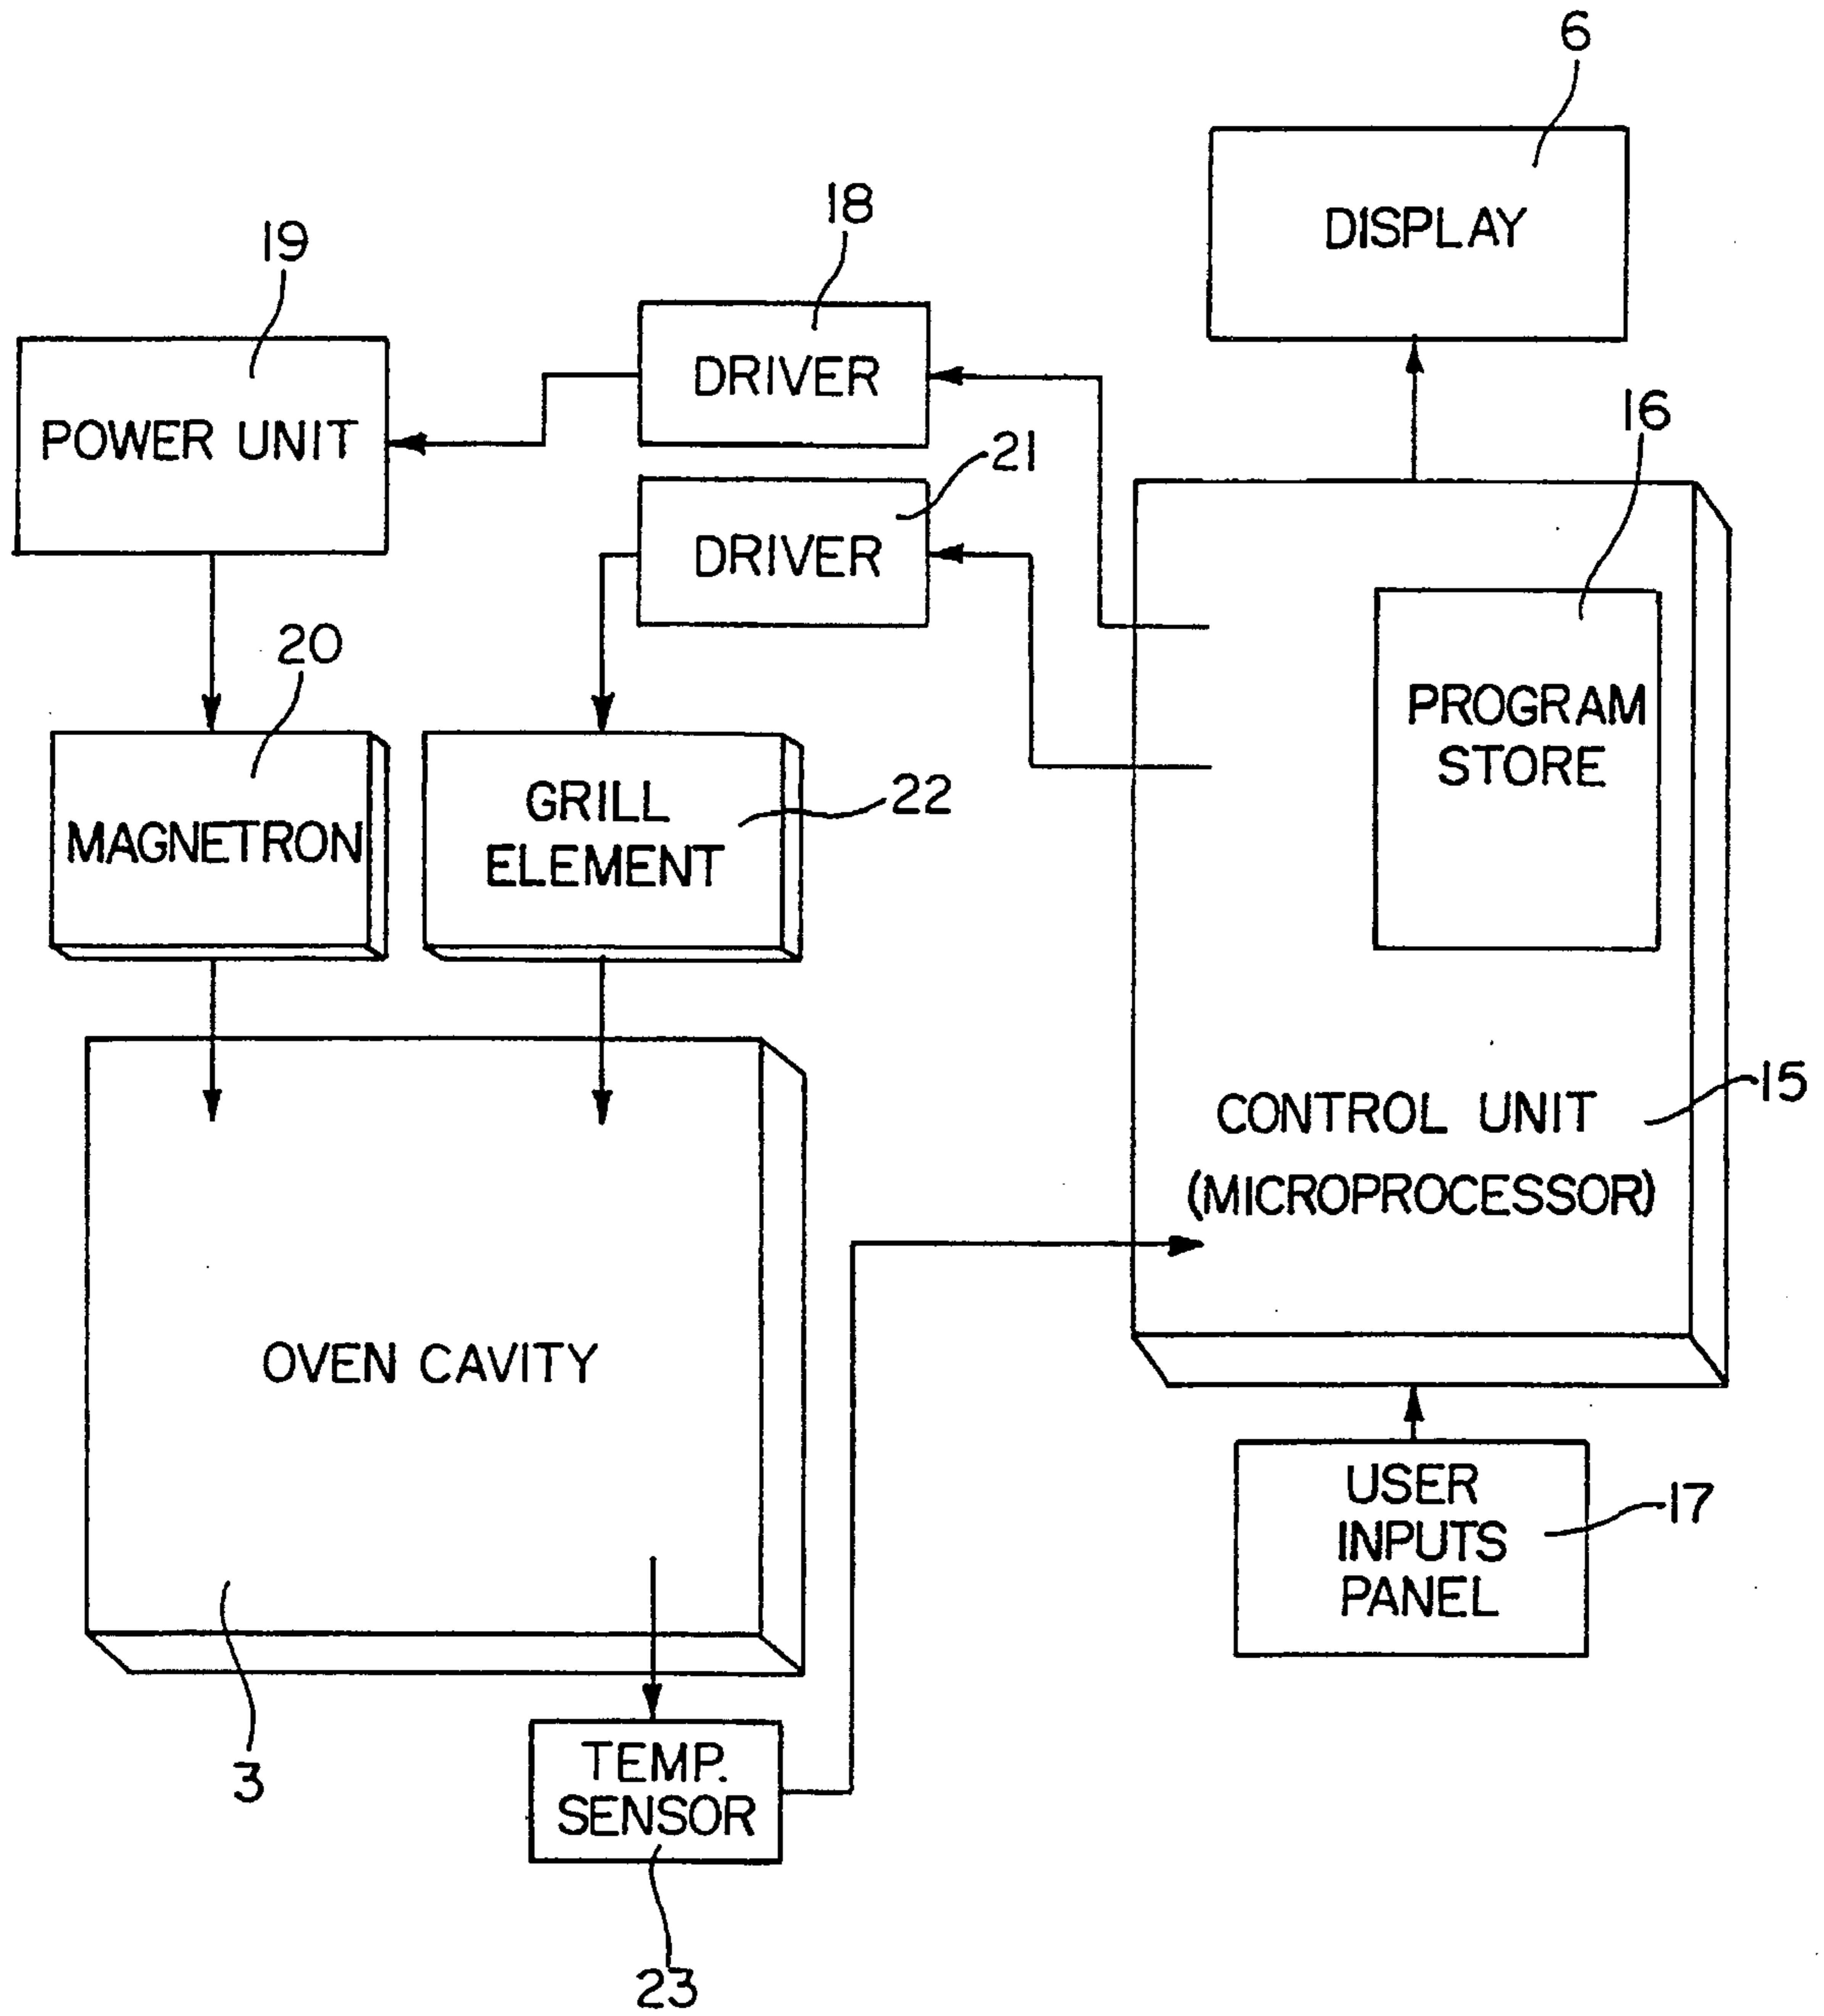 6
DISPLAY
18
19
DRIVER
POWER UNIT
16
21
DRIVER
20
PROGRAM
STORE
MAGNETRON
GRILL
ELEMENT
22
15
CONTROL UNIT
(MICROPROCESSOR)
OVEN CAVITY
USER
INPUTS
PANEL
17
3
TEMP.
SENSOR
23